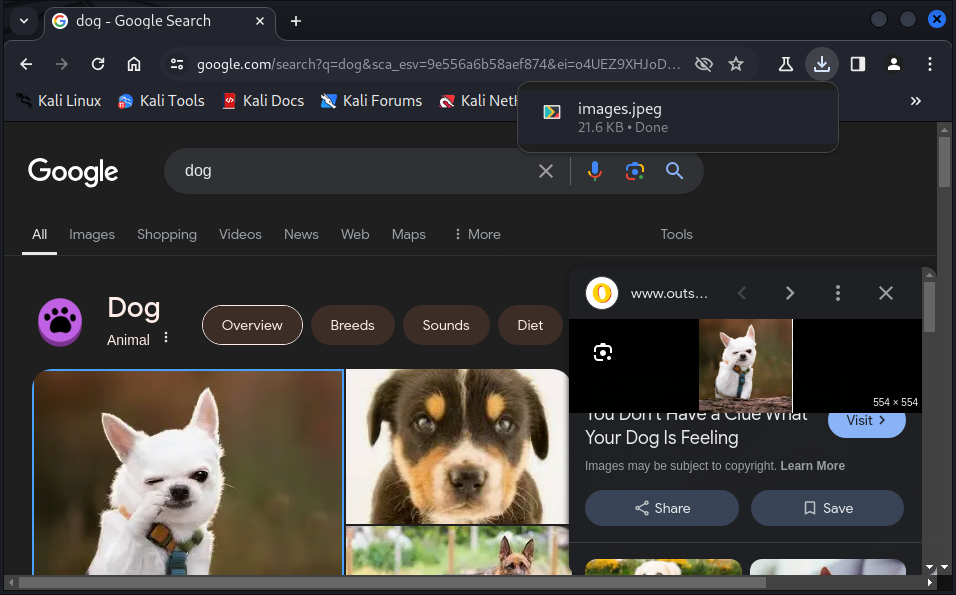 dog - Google Search
google.com/search?q=dog&sca_esv=9e556a6b58aef874&ei=o4UEZ9XHJoD...
Kali Linux
Kali Tools
Kali Docs
Kali Forums
Kali Net
images.jpeg
21.6 KB • Done
Google
dog
All
Images
Shopping
Videos
News
Web
Maps
More
Tools
Dog
Animal
Overview
Breeds
Sounds
Diet
www.outs...
554 × 554
You Don't Have a Clue What
Your Dog Is Feeling
Visit
Images may be subject to copyright. Learn More
Share
Save